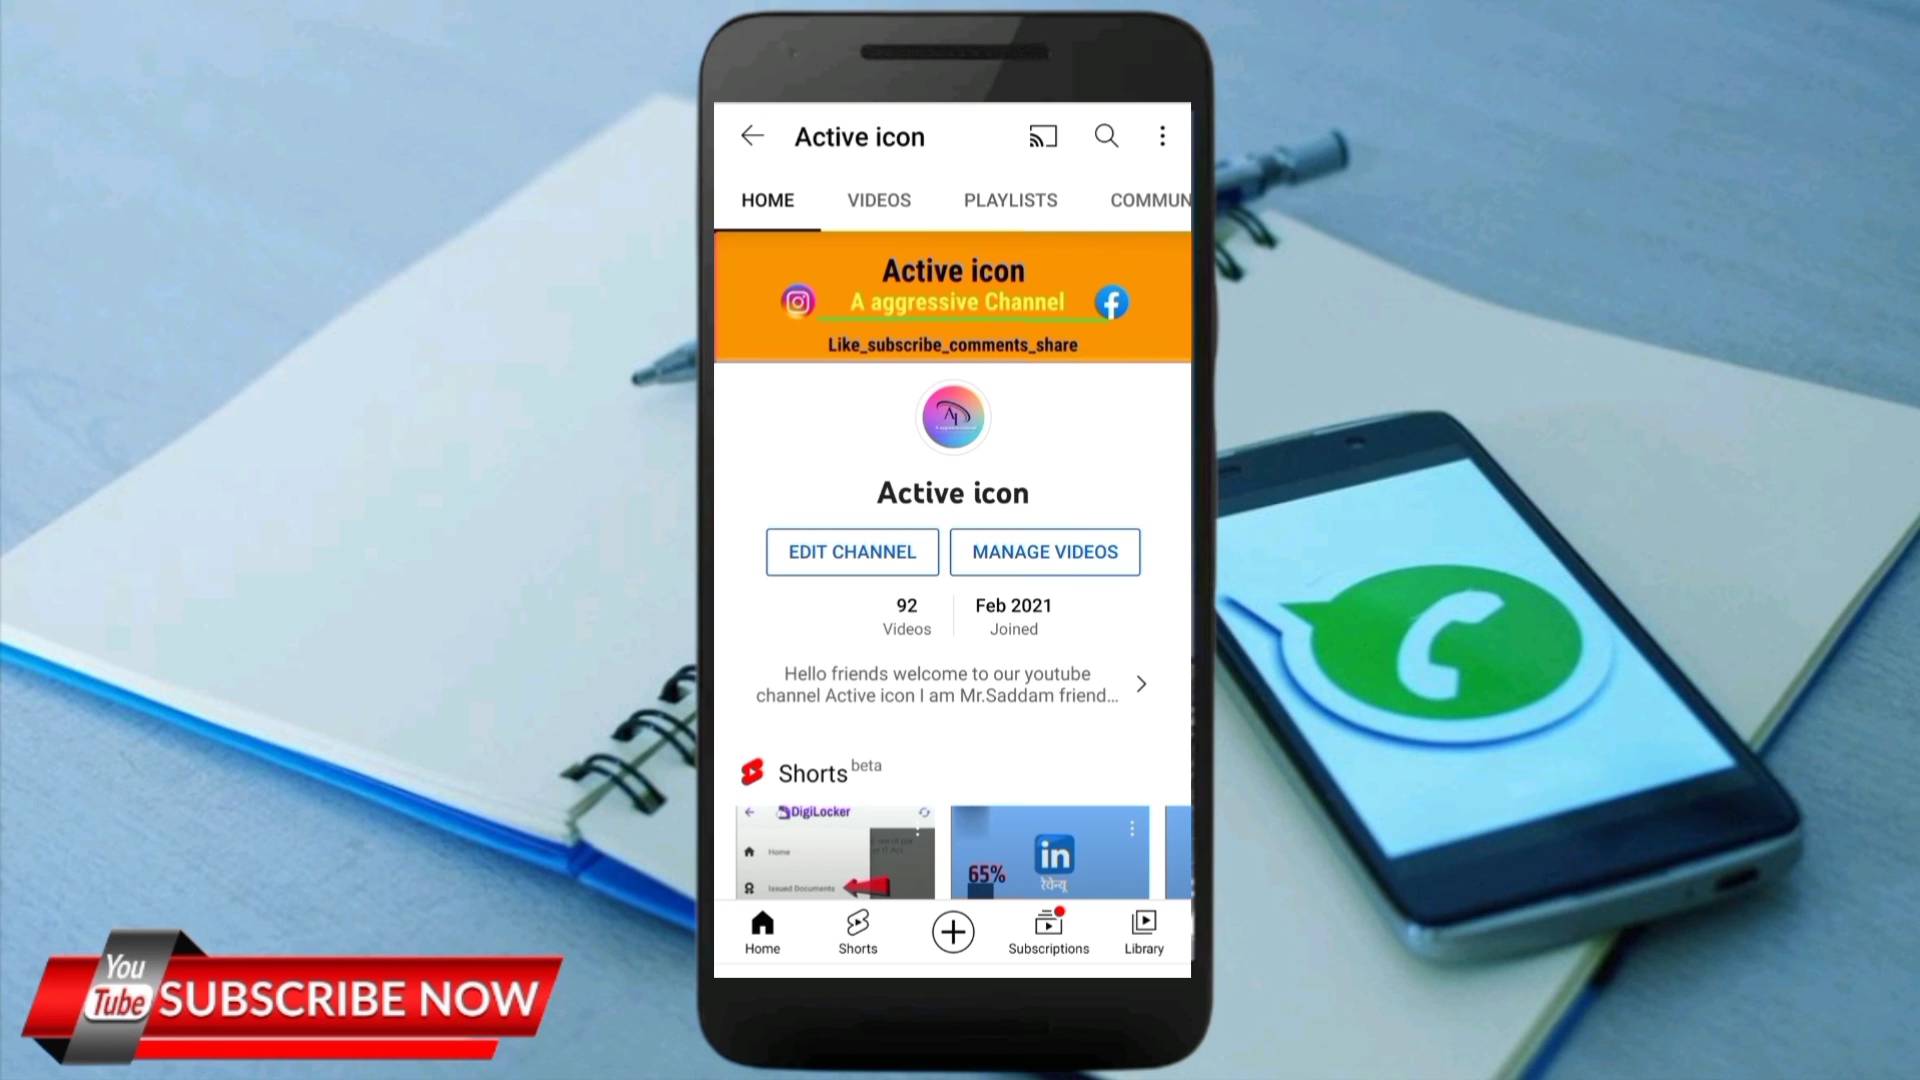 Active icon
HOME VIDEOS PLAYLISTS COMMUN
Active icon
A aggressive Channel
Like_subscribe_comments_share
AI
Active icon
EDIT CHANNEL MANAGE VIDEOS
92 Feb 2021
Videos Joined
Hello friends welcome to our youtube
channel Active icon I am Mr.Saddam friend...
Shorts beta
DigiLocker
Home
Issued Documents
in
65%
रेवेन्यू
Home Shorts Subscriptions Library
You
Tube SUBSCRIBE NOW